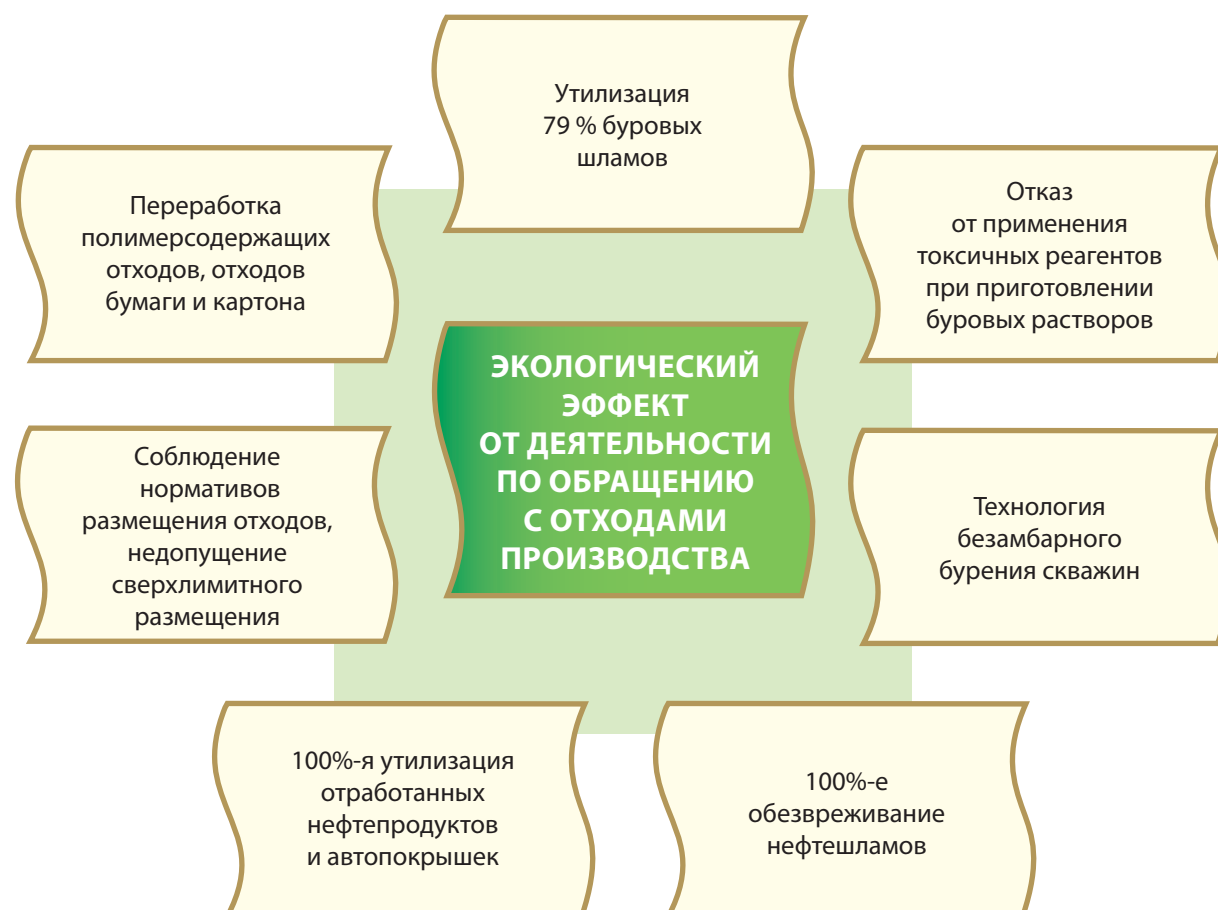 Утилизация
79 % буровых
шламов
Переработка
полимерсодержащих
отходов, отходов
бумаги и картона
Отказ
от применения
токсичных реагентов
при приготовлении
буровых растворов
ЭКОЛОГИЧЕСКИЙ
ЭФФЕКТ
ОТ ДЕЯТЕЛЬНОСТИ
ПО ОБРАЩЕНИЮ
С ОТХОДАМИ
ПРОИЗВОДСТВА
Соблюдение
нормативов
размещения отходов,
недопущение
сверхлимитного
размещения
Технология
безамбарного
бурения скважин
100%-я утилизация
отработанных
нефтепродуктов
и автопокрышек
100%-е
обезвреживание
нефтешламов